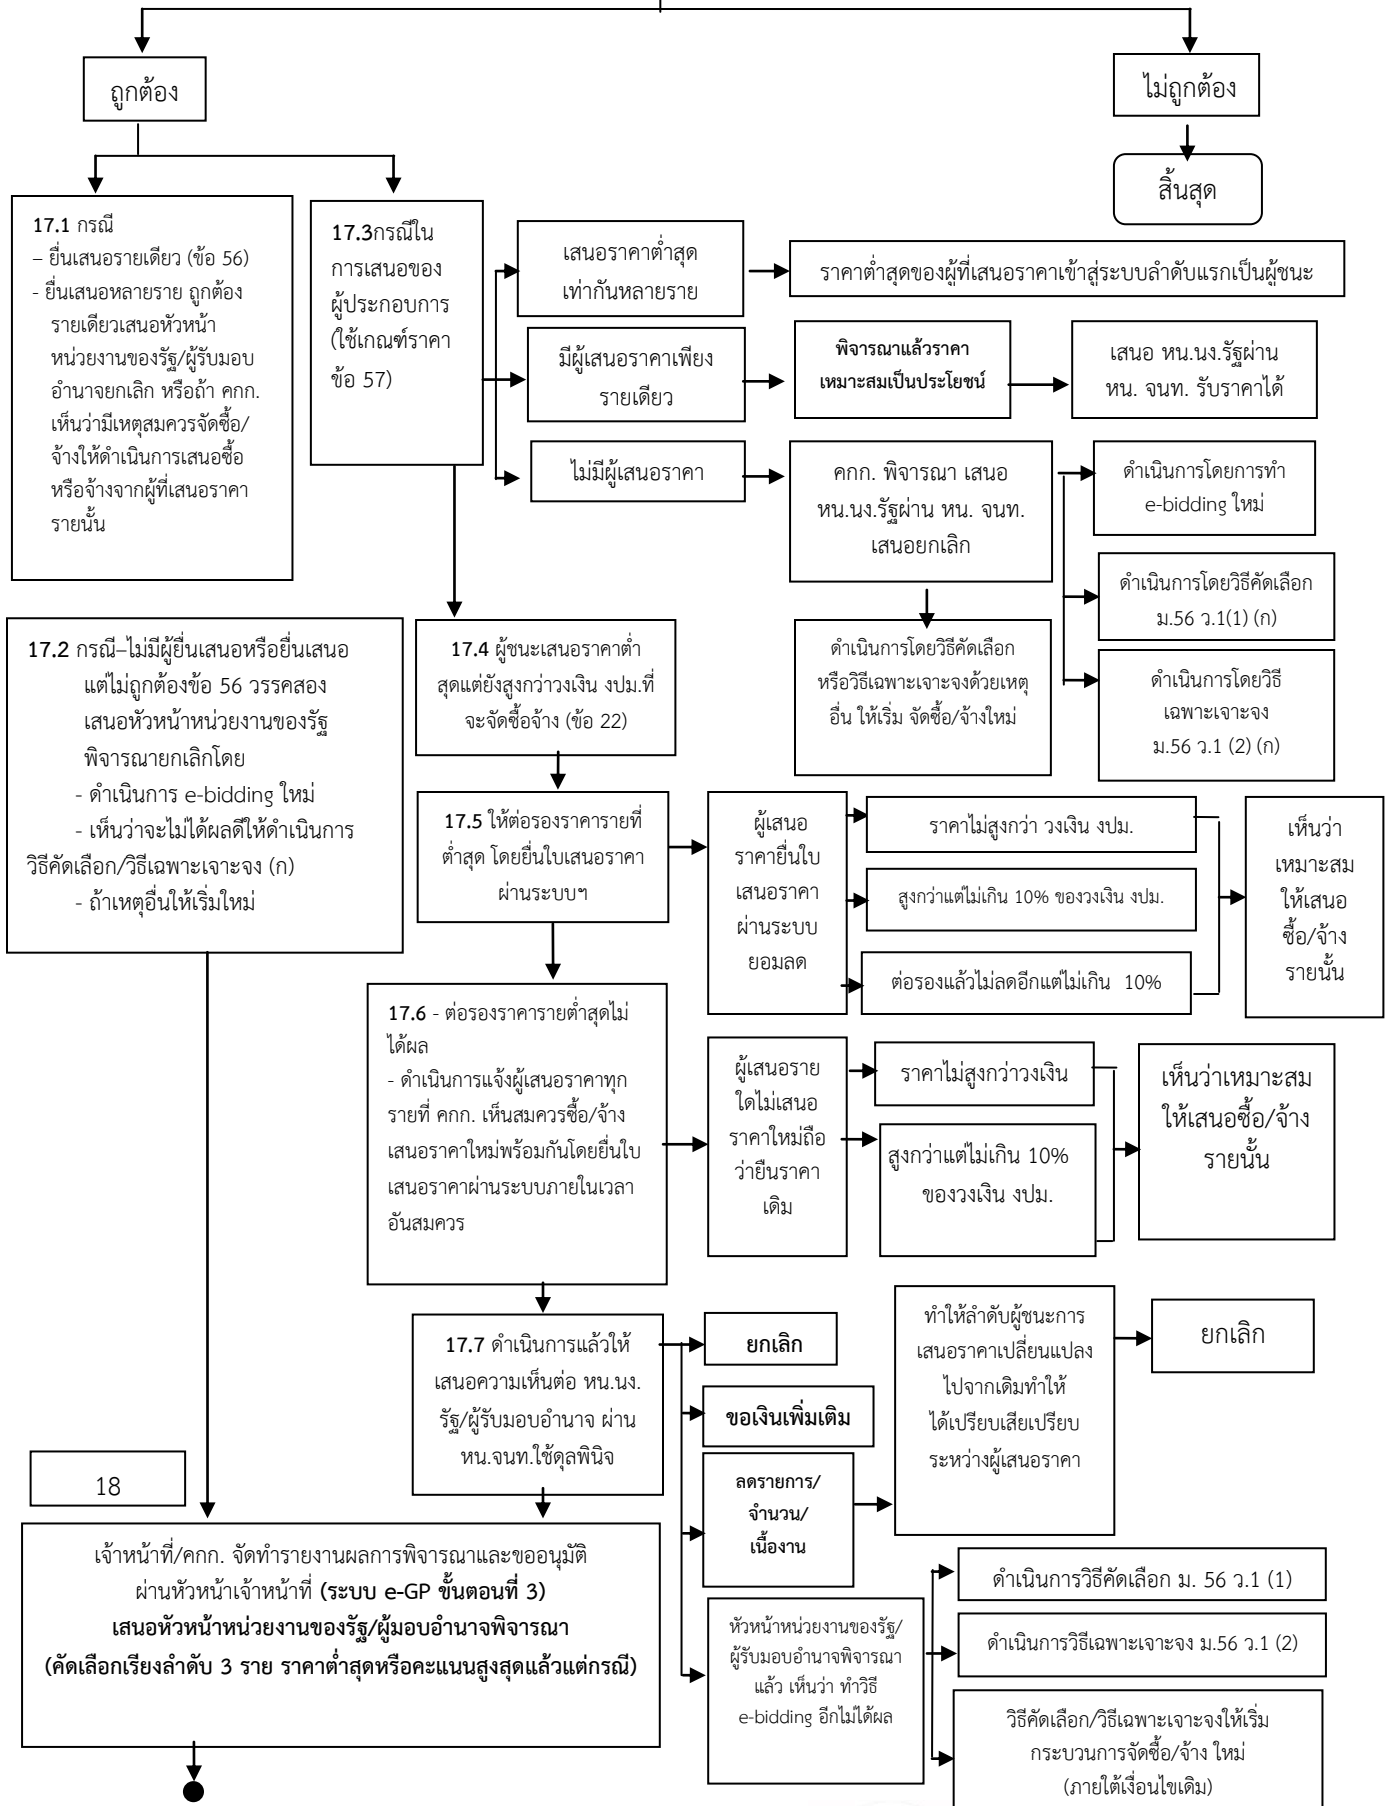 ถูกต้อง
ไม่ถูกต้อง
สิ้นสุด
17.1 กรณี
– ยื่นเสนอรายเดียว (ข้อ 56)
- ยื่นเสนอหลายราย ถูกต้อง
รายเดียวเสนอหัวหน้า
หน่วยงานของรัฐ/ผู้รับมอบ
อำนาจยกเลิก หรือถ้า คกก.
เห็นว่ามีเหตุสมควรจัดซื้อ/
จ้างให้ดำเนินการเสนอซื้อ
หรือจ้างจากผู้ที่เสนอราคา
รายนั้น
17.3กรณีใน
การเสนอของ
ผู้ประกอบการ
(ใช้เกณฑ์ราคา
ข้อ 57)
เสนอราคาต่ำสุด
เท่ากันหลายราย
ราคาต่ำสุดของผู้ที่เสนอราคาเข้าสู่ระบบลำดับแรกเป็นผู้ชนะ
มีผู้เสนอราคาเพียง
รายเดียว
พิจารณาแล้วราคา
เหมาะสมเป็นประโยชน์
เสนอ หน.นง.รัฐผ่าน
หน. จนท. รับราคาได้
ไม่มีผู้เสนอราคา
คกก. พิจารณา เสนอ
หน.นง.รัฐผ่าน หน. จนท.
เสนอยกเลิก
ดำเนินการโดยการทำ
e-bidding ใหม่
ดำเนินการโดยวิธีคัดเลือก
ม.56 ว.1(1) (ก)
ดำเนินการโดยวิธี
เฉพาะเจาะจง
ม.56 ว.1 (2) (ก)
ดำเนินการโดยวิธีคัดเลือก
หรือวิธีเฉพาะเจาะจงด้วยเหตุ
อื่น ให้เริ่ม จัดซื้อ/จ้างใหม่
17.2 กรณี–ไม่มีผู้ยื่นเสนอหรือยื่นเสนอ
แต่ไม่ถูกต้องข้อ 56 วรรคสอง
เสนอหัวหน้าหน่วยงานของรัฐ
พิจารณายกเลิกโดย
- ดำเนินการ e-bidding ใหม่
- เห็นว่าจะไม่ได้ผลดีให้ดำเนินการ
วิธีคัดเลือก/วิธีเฉพาะเจาะจง (ก)
- ถ้าเหตุอื่นให้เริ่มใหม่
17.4 ผู้ชนะเสนอราคาต่ำ
สุดแต่ยังสูงกว่าวงเงิน งปม.ที่
จะจัดซื้อจ้าง (ข้อ 22)
17.5 ให้ต่อรองราคารายที่
ต่ำสุด โดยยื่นใบเสนอราคา
ผ่านระบบฯ
ผู้เสนอ
ราคายื่นใบ
เสนอราคา
ผ่านระบบ
ยอมลด
ราคาไม่สูงกว่า วงเงิน งปม.
สูงกว่าแต่ไม่เกิน 10% ของวงเงิน งปม.
ต่อรองแล้วไม่ลดอีกแต่ไม่เกิน 10%
เห็นว่า
เหมาะสม
ให้เสนอ
ซื้อ/จ้าง
รายนั้น
17.6 - ต่อรองราคารายต่ำสุดไม่
ได้ผล
- ดำเนินการแจ้งผู้เสนอราคาทุก
รายที่ คกก. เห็นสมควรซื้อ/จ้าง
เสนอราคาใหม่พร้อมกันโดยยื่นใบ
เสนอราคาผ่านระบบภายในเวลา
อันสมควร
ผู้เสนอราย
ใดไม่เสนอ
ราคาใหม่ถือ
ว่ายืนราคา
เดิม
ราคาไม่สูงกว่าวงเงิน
สูงกว่าแต่ไม่เกิน 10%
ของวงเงิน งปม.
เห็นว่าเหมาะสม
ให้เสนอซื้อ/จ้าง
รายนั้น
17.7 ดำเนินการแล้วให้
เสนอความเห็นต่อ หน.นง.
รัฐ/ผู้รับมอบอำนาจ ผ่าน
หน.จนท.ใช้ดุลพินิจ
ยกเลิก
ขอเงินเพิ่มเติม
ลดรายการ/
จำนวน/
เนื้องาน
ทำให้ลำดับผู้ชนะการ
เสนอราคาเปลี่ยนแปลง
ไปจากเดิมทำให้
ได้เปรียบเสียเปรียบ
ระหว่างผู้เสนอราคา
ยกเลิก
18
เจ้าหน้าที่/คกก. จัดทำรายงานผลการพิจารณาและขออนุมัติ
ผ่านหัวหน้าเจ้าหน้าที่ (ระบบ e-GP ขั้นตอนที่ 3)
เสนอหัวหน้าหน่วยงานของรัฐ/ผู้มอบอำนาจพิจารณา
(คัดเลือกเรียงลำดับ 3 ราย ราคาต่ำสุดหรือคะแนนสูงสุดแล้วแต่กรณี)
หัวหน้าหน่วยงานของรัฐ/
ผู้รับมอบอำนาจพิจารณา
แล้ว เห็นว่า ทำวิธี
e-bidding อีกไม่ได้ผล
ดำเนินการวิธีคัดเลือก ม. 56 ว.1 (1)
ดำเนินการวิธีเฉพาะเจาะจง ม.56 ว.1 (2)
วิธีคัดเลือก/วิธีเฉพาะเจาะจงให้เริ่ม
กระบวนการจัดซื้อ/จ้าง ใหม่
(ภายใต้เงื่อนไขเดิม)